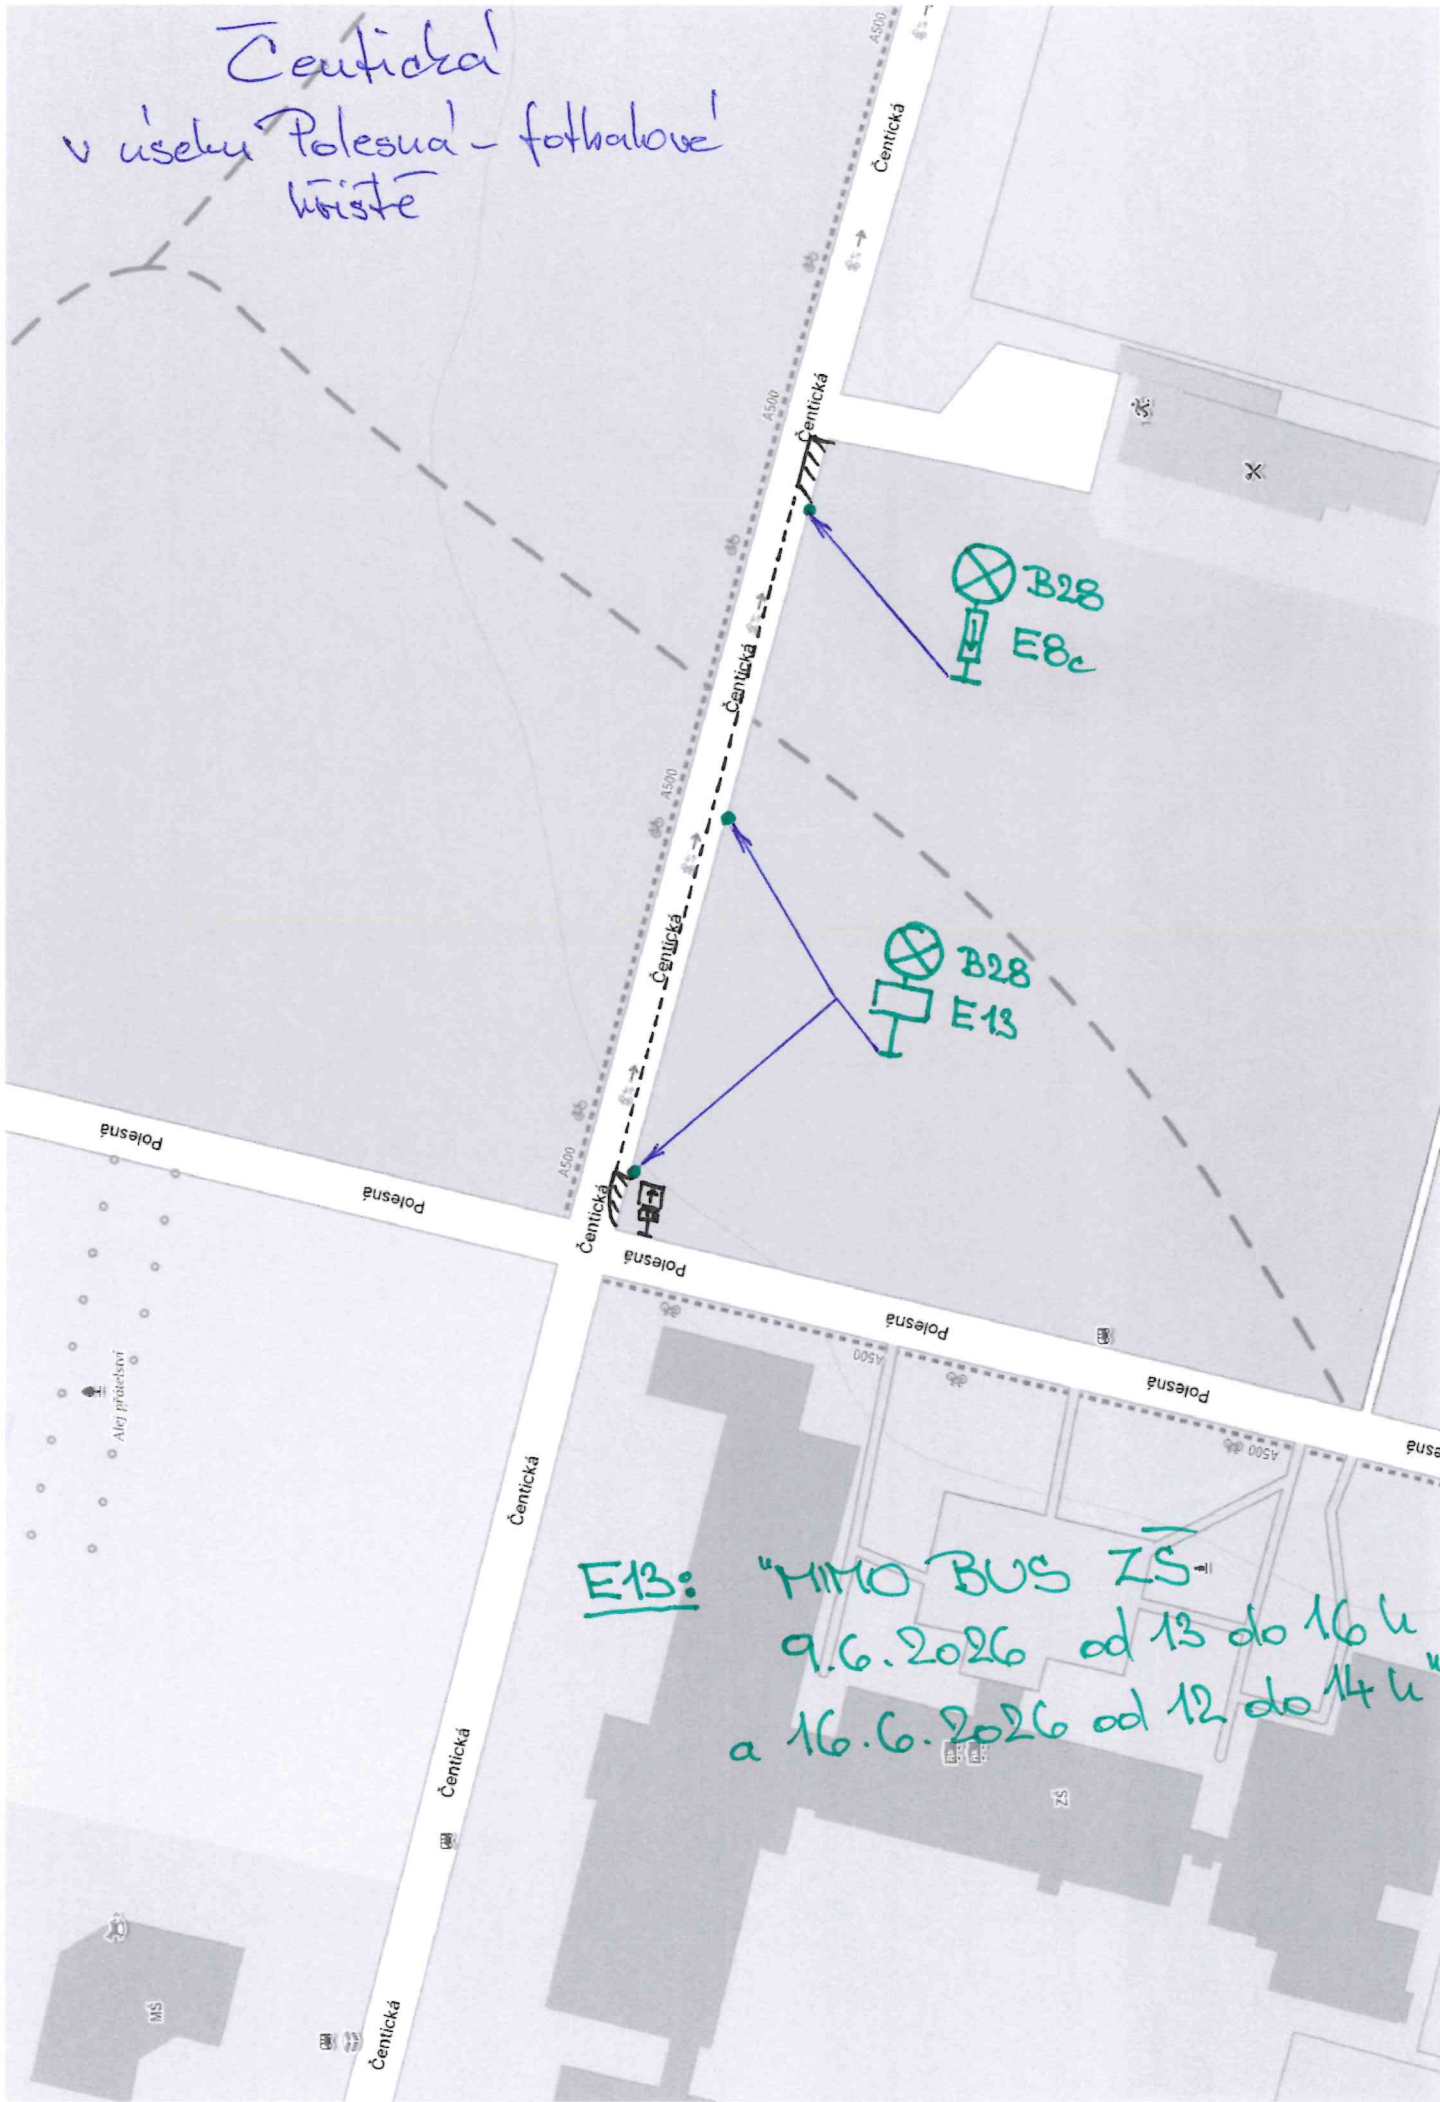 Čentická
v úseku Polesná - fotbalové
hřiště
A500
Čentická
A500
Čentická
B28
E8c
Čentická
A500
Čentická
B28
E13
Polesná
Polesná
A500
Čentická
Polesná
Polesná
A500
Polesná
A500
Alej přátelství
Čentická
E13: "MIMO BUS ZŠ
9.6.2026 od 13 do 16 h
a 16.6.2026 od 12 do 14 h"
Čentická
ZŠ
MŠ
Čentická